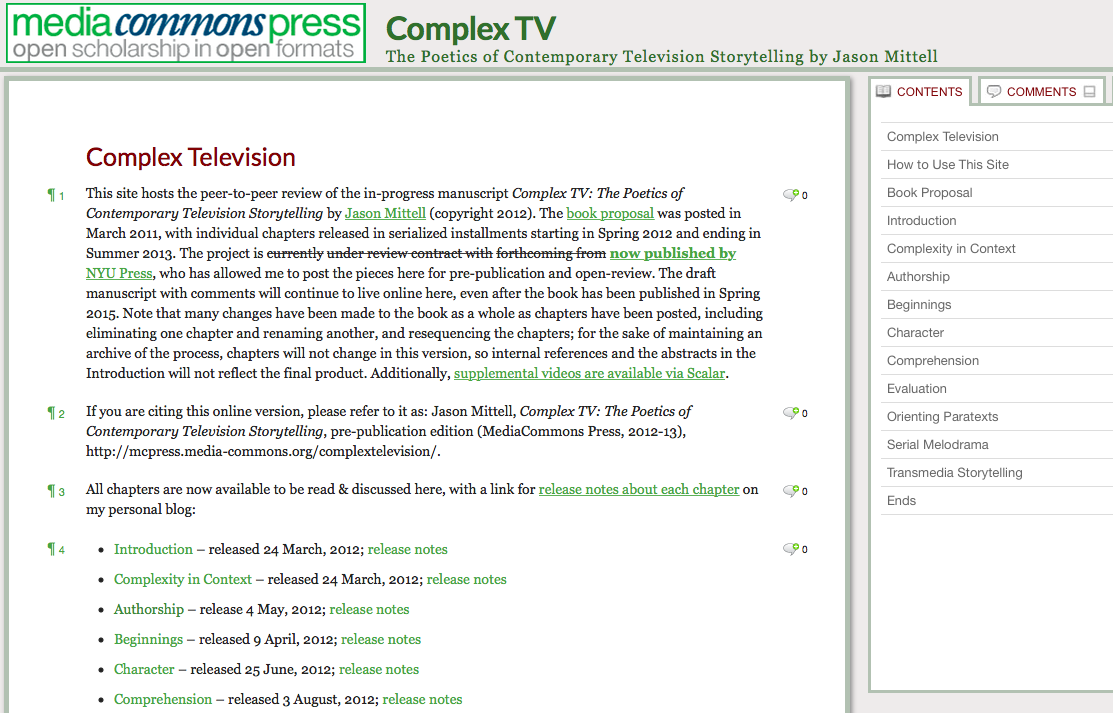 mediacommonspress
open scholarship in open formats
Complex TV
The Poetics of Contemporary Television Storytelling by Jason Mittell
Complex Television
¶ 1 This site hosts the peer-to-peer review of the in-progress manuscript Complex TV: The Poetics of 0
Contemporary Television Storytelling by Jason Mittell (copyright 2012). The book proposal was posted in
March 2011, with individual chapters released in serialized installments starting in Spring 2012 and ending in
Summer 2013. The project is currently under review contract with forthcoming from now published by
NYU Press, who has allowed me to post the pieces here for pre-publication and open-review. The draft
manuscript with comments will continue to live online here, even after the book has been published in Spring
2015. Note that many changes have been made to the book as a whole as chapters have been posted, including
eliminating one chapter and renaming another, and resequencing the chapters; for the sake of maintaining an
archive of the process, chapters will not change in this version, so internal references and the abstracts in the
Introduction will not reflect the final product. Additionally, supplemental videos are available via Scalar.
¶ 2 If you are citing this online version, please refer to it as: Jason Mittell, Complex TV: The Poetics of 0
Contemporary Television Storytelling, pre-publication edition (MediaCommons Press, 2012-13),
http://mcpress.media-commons.org/complextelevision/.
¶ 3 All chapters are now available to be read & discussed here, with a link for release notes about each chapter on 0
my personal blog:
¶ 4 • Introduction – released 24 March, 2012; release notes 0
• Complexity in Context – released 24 March, 2012; release notes
• Authorship – release 4 May, 2012; release notes
• Beginnings – released 9 April, 2012; release notes
• Character – released 25 June, 2012; release notes
• Comprehension – released 3 August, 2012; release notes
CONTENTS
COMMENTS
Complex Television
How to Use This Site
Book Proposal
Introduction
Complexity in Context
Authorship
Beginnings
Character
Comprehension
Evaluation
Orienting Paratexts
Serial Melodrama
Transmedia Storytelling
Ends